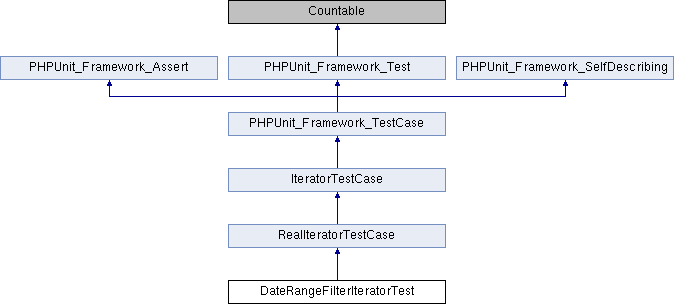 Countable
PHPUnit_Framework_Assert
PHPUnit_Framework_Test
PHPUnit_Framework_SelfDescribing
PHPUnit_Framework_TestCase
IteratorTestCase
RealIteratorTestCase
DateRangeFilterIteratorTest